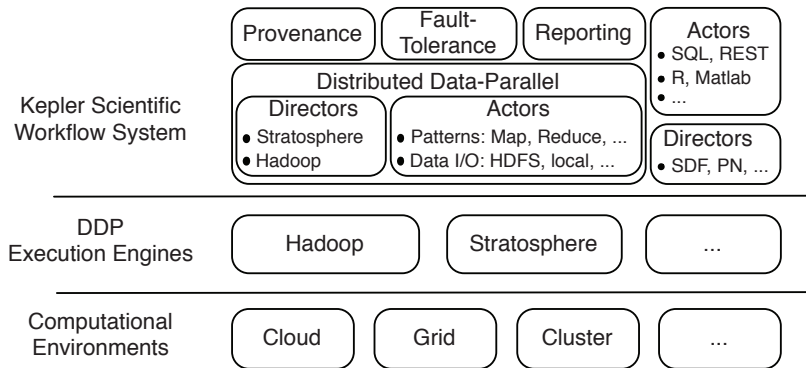 Provenance
Fault-
Tolerance
Reporting
Actors
• SQL, REST
• R, Matlab
• ...
Kepler Scientific
Workflow System
Distributed Data-Parallel
Directors
• Stratosphere
• Hadoop
Actors
• Patterns: Map, Reduce, ...
• Data I/O: HDFS, local, ...
Directors
• SDF, PN, ...
DDP
Execution Engines
Hadoop
Stratosphere
...
Computational
Environments
Cloud
Grid
Cluster
...